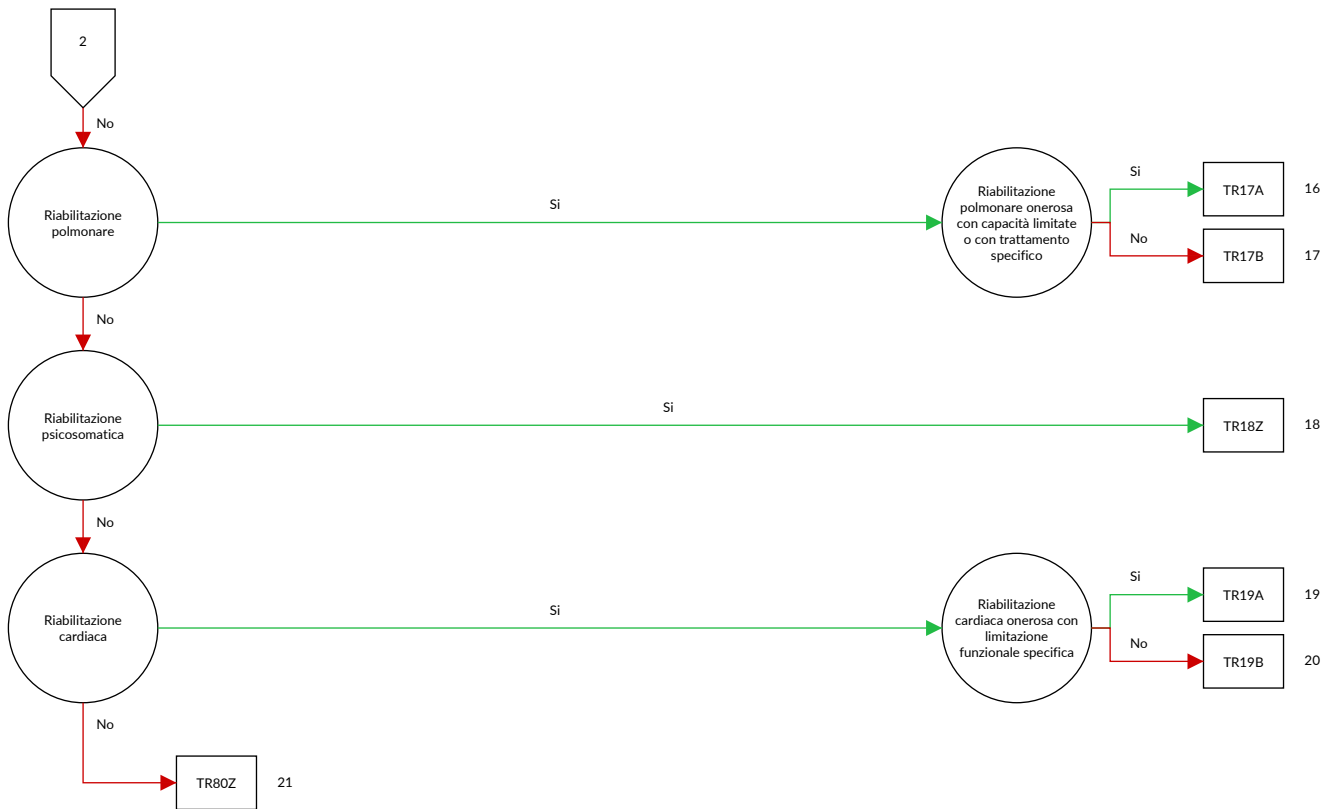 2
No
Riabilitazione
polmonare
Si
Riabilitazione
polmonare onerosa
con capacità limitate
o con trattamento
specifico
Si
TR17A
16
No
TR17B
17
No
Riabilitazione
psicosomatica
Si
TR18Z
18
No
Riabilitazione
cardiaca
Si
Riabilitazione
cardiaca onerosa con
limitazione
funzionale specifica
Si
TR19A
19
No
TR19B
20
No
TR80Z
21